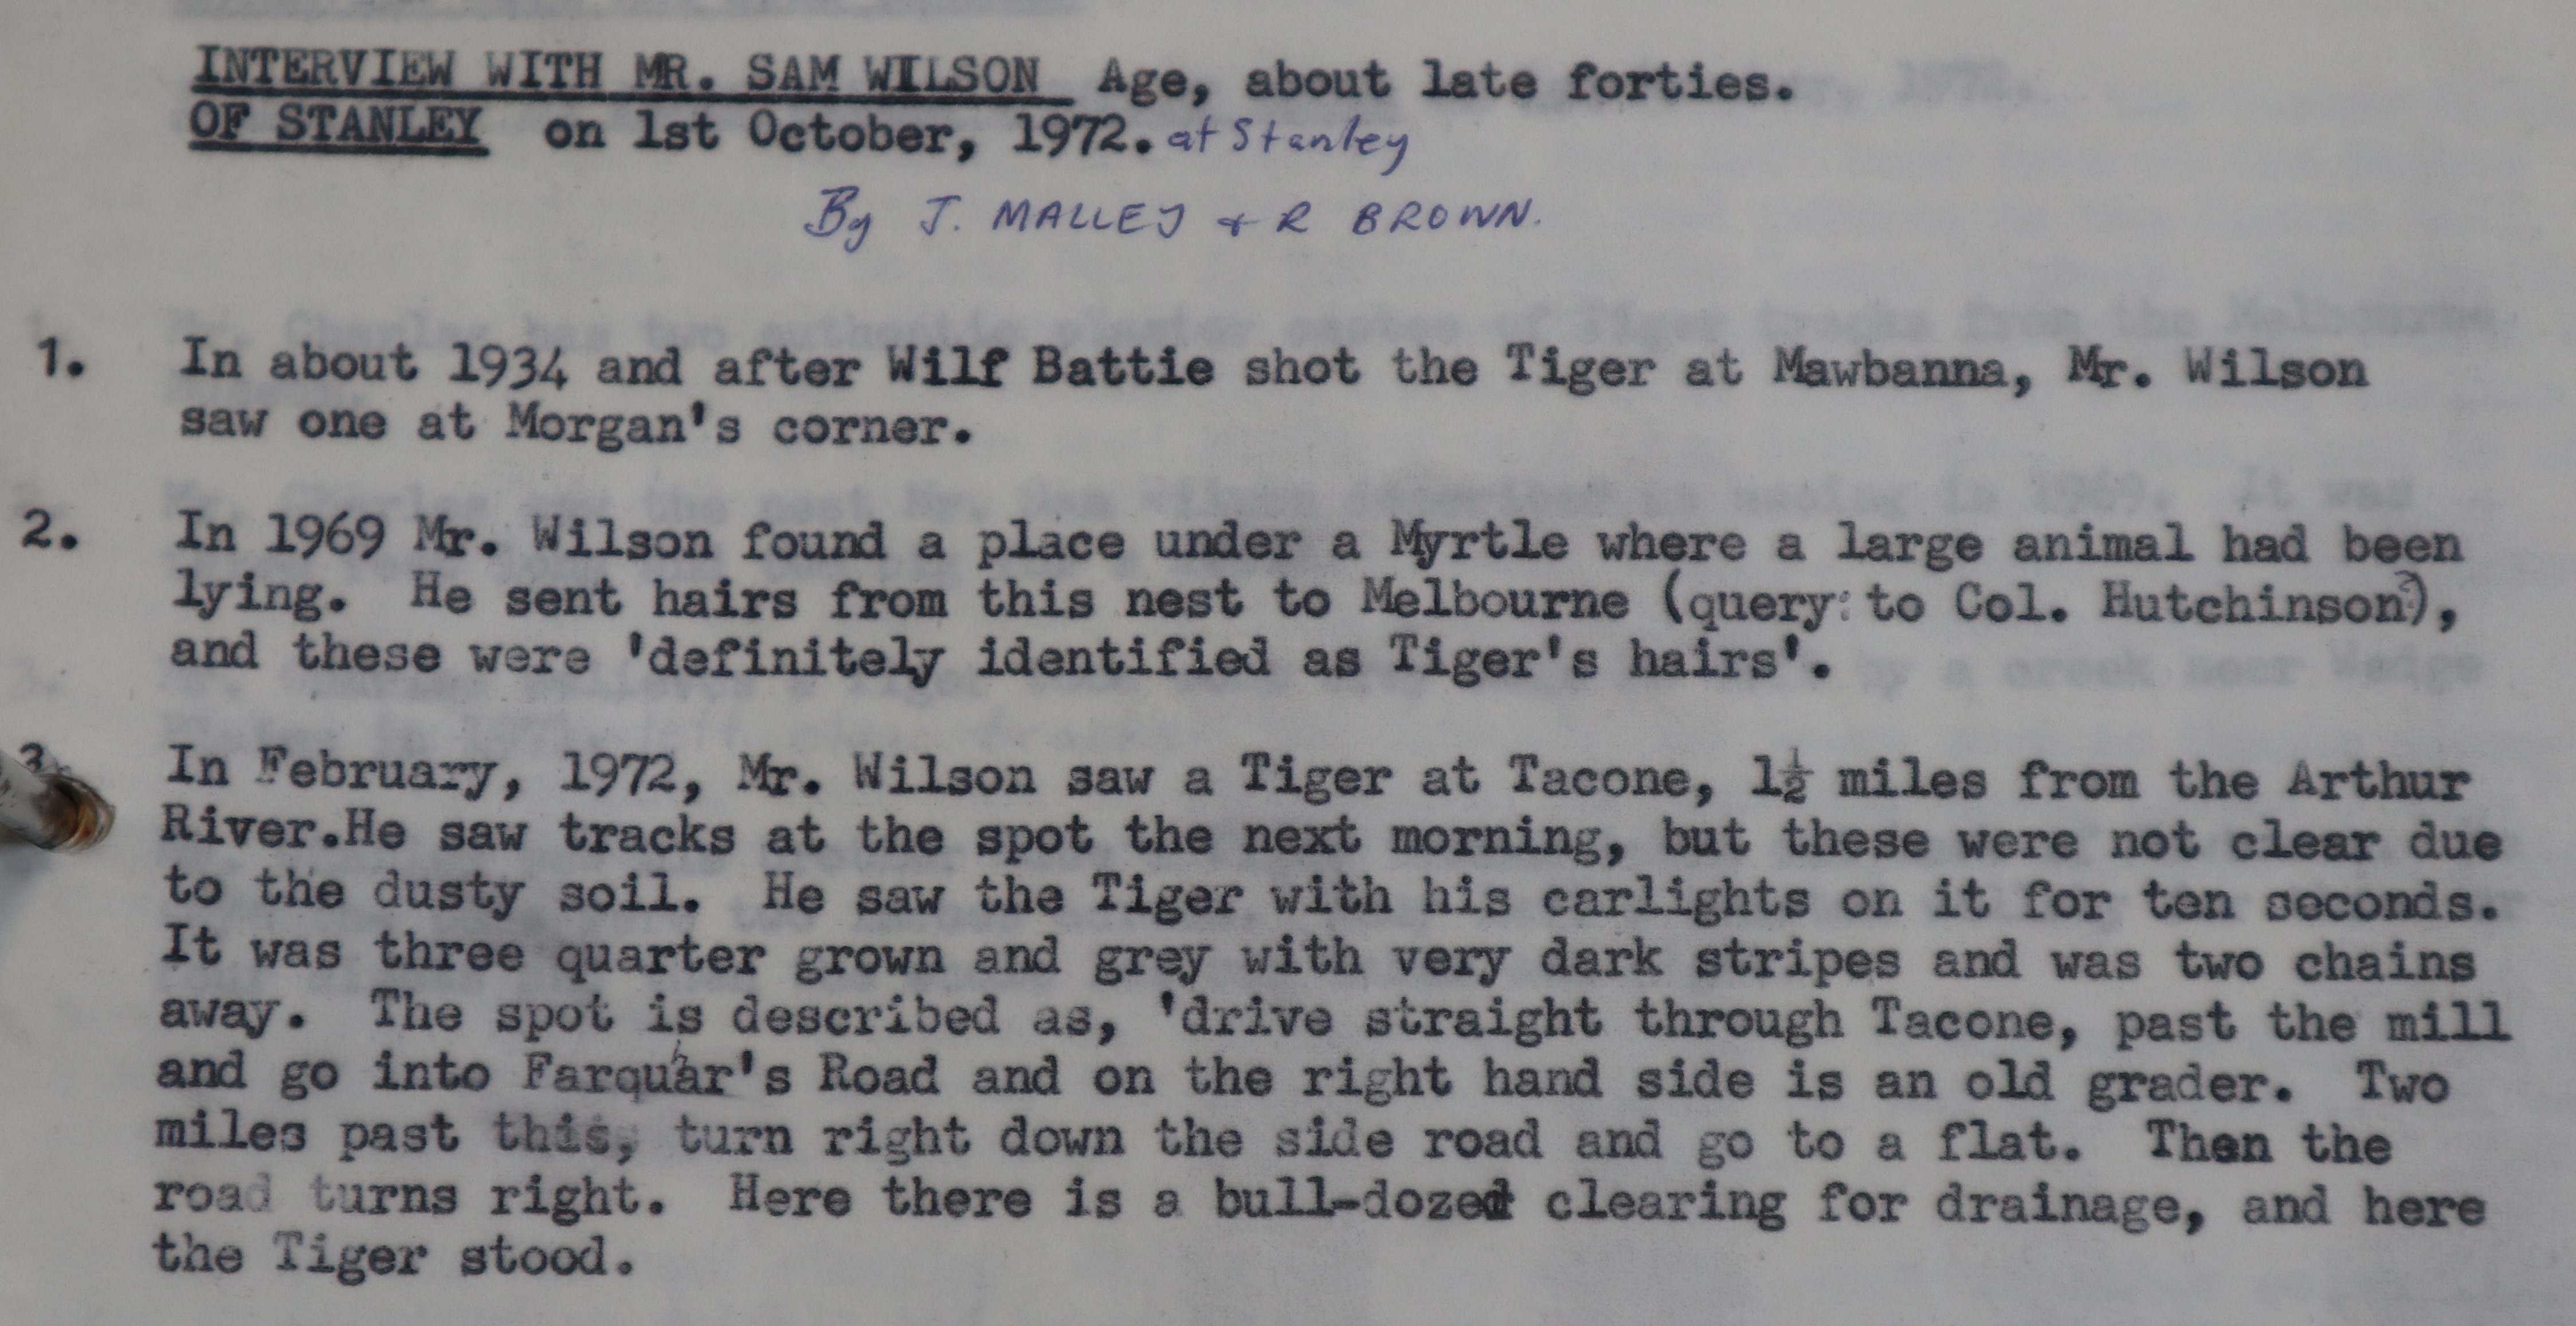 INTERVIEW WITH MR. SAM WILSON Age, about late forties.
OF STANLEY on 1st October, 1972. at Stanley
By J. MALLEY & R BROWN.
1. In about 1934 and after Wilf Battie shot the Tiger at Mawbanna, Mr. Wilson
saw one at Morgan's corner.
2. In 1969 Mr. Wilson found a place under a Myrtle where a large animal had been
lying. He sent hairs from this nest to Melbourne (query: to Col. Hutchinson?),
and these were 'definitely identified as Tiger's hairs'.
3. In February, 1972, Mr. Wilson saw a Tiger at Tacone, 1½ miles from the Arthur
River.He saw tracks at the spot the next morning, but these were not clear due
to the dusty soil. He saw the Tiger with his carlights on it for ten seconds.
It was three quarter grown and grey with very dark stripes and was two chains
away. The spot is described as, 'drive straight through Tacone, past the mill
and go into Farquhar's Road and on the right hand side is an old grader. Two
miles past this, turn right down the side road and go to a flat. Then the
road turns right. Here there is a bull-dozed clearing for drainage, and here
the Tiger stood.